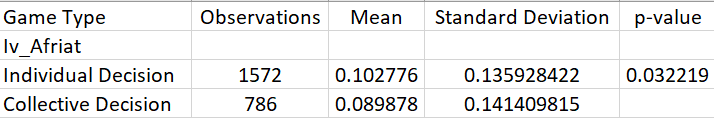 Game Type Observations Mean Standard Deviation p-value
Iv_Afriat
Individual Decision 1572 0.102776 0.135928422 0.032219
Collective Decision 786 0.089878 0.141409815